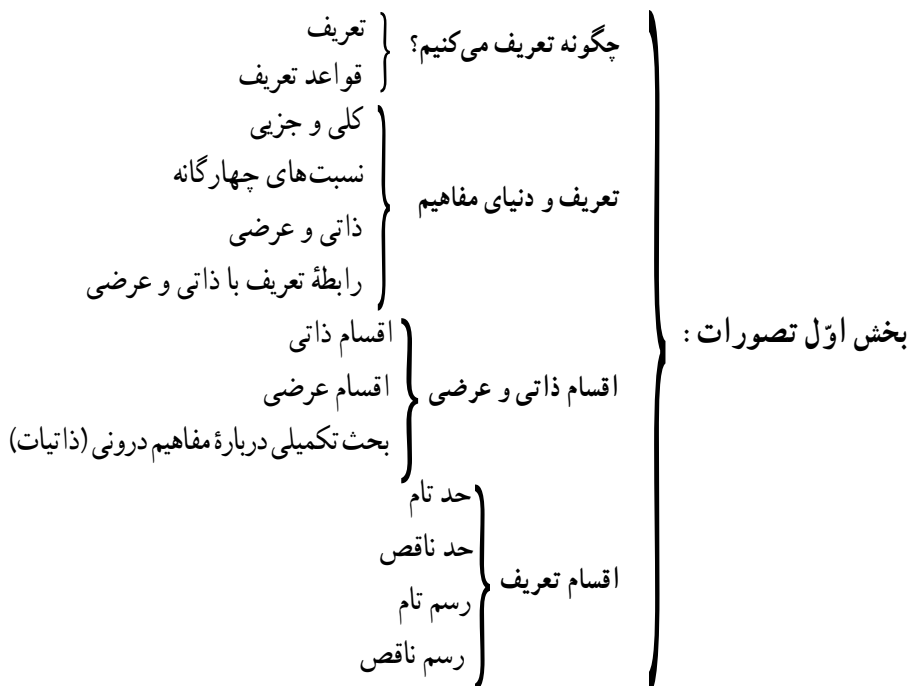 بخش اوّل تصورات :
چگونه تعریف می‌کنیم؟
تعریف
قواعد تعریف
تعریف و دنیای مفاهیم
کلی و جزیی
نسبت‌های چهارگانه
ذاتی و عرضی
رابطهٔ تعریف با ذاتی و عرضی
اقسام ذاتی و عرضی
اقسام ذاتی
اقسام عرضی
بحث تکمیلی دربارهٔ مفاهیم درونی (ذاتیات)
اقسام تعریف
حد تام
حد ناقص
رسم تام
رسم ناقص